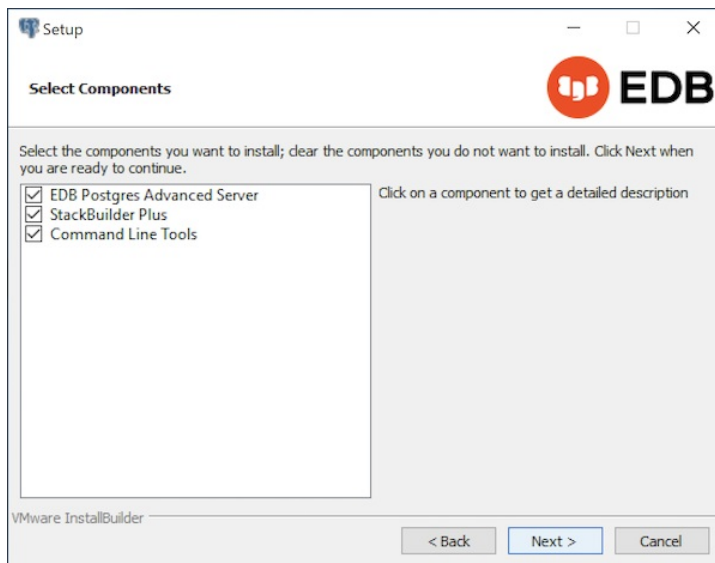 Setup
Select Components
EDB
Select the components you want to install; clear the components you do not want to install. Click Next when
you are ready to continue.
EDB Postgres Advanced Server
StackBuilder Plus
Command Line Tools
Click on a component to get a detailed description
VMware InstallBuilder
< Back
Next >
Cancel